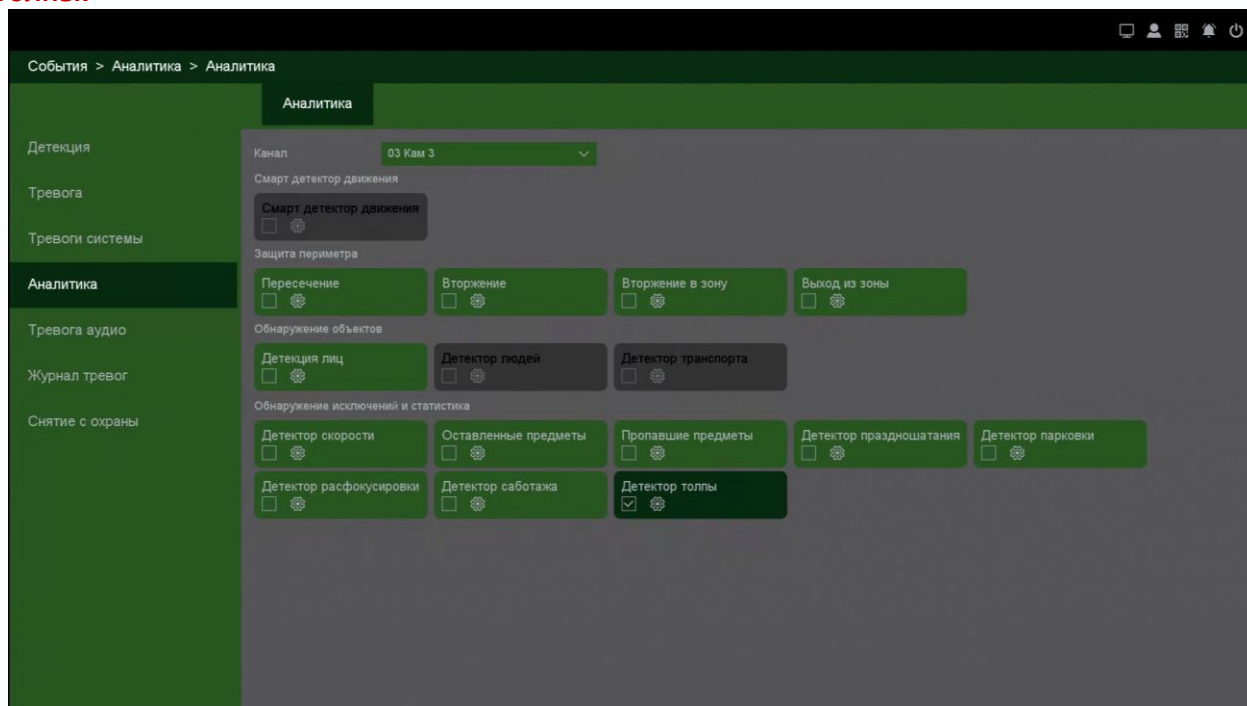 События > Аналитика > Аналитика
Аналитика
Детекция
Тревога
Тревоги системы
Аналитика
Тревога аудио
Журнал тревог
Снятие с охраны
Канал 03 Кам 3
Смарт детектор движения
Смарт детектор движения
Защита периметра
Пересечение Вторжение Вторжение в зону Выход из зоны
Обнаружение объектов
Детекция лиц Детектор людей Детектор транспорта
Обнаружение исключений и статистика
Детектор скорости Оставленные предметы Пропавшие предметы Детектор праздношатания Детектор парковки
Детектор расфокусировки Детектор саботажа Детектор толпы